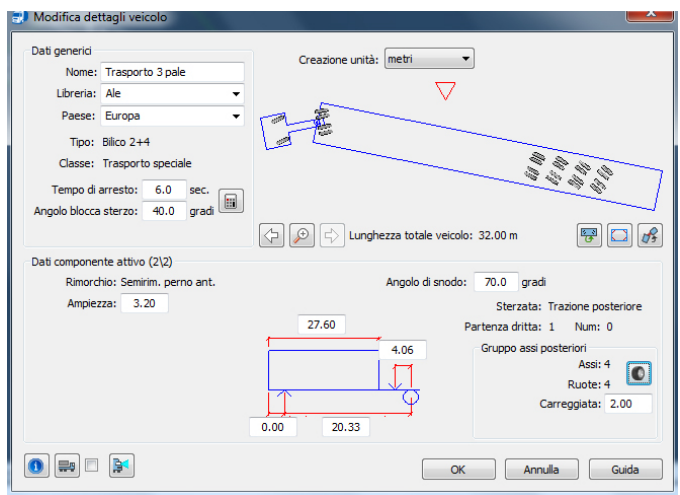 Modifica dettagli veicolo
Dati generici
Nome: Trasporto 3 pale
Libreria: Ale
Paese: Europa
Tipo: Bilico 2+4
Classe: Trasporto speciale
Tempo di arresto: 6.0 sec.
Angolo blocca sterzo: 40.0 gradi
Creazione unità: metri
Lunghezza totale veicolo: 32.00 m
Dati componente attivo (2\2)
Rimorchio: Semirim. perno ant.
Ampiezza: 3.20
Angolo di snodo: 70.0 gradi
Sterzata: Trazione posteriore
Partenza dritta: 1 Num: 0
27.60
4.06
0.00 20.33
Gruppo assi posteriori
Assi: 4
Ruote: 4
Carreggiata: 2.00
OK Annulla Guida